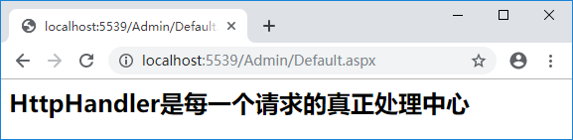 localhost:5539/Admin/Default.aspx
localhost:5539/Admin/Default.aspx
HttpHandler是每一个请求的真正处理中心